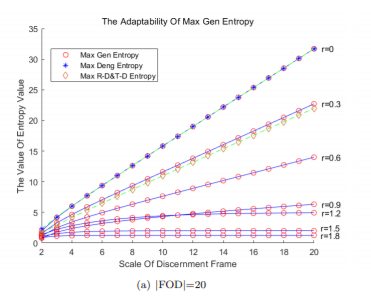 The Adaptability Of Max Gen Entropy
The Value Of Entropy Value
35
30
25
20
15
10
5
0
Max Gen Entropy
Max Deng Entropy
Max R-D&T-D Entropy
r=0
r=0.3
r=0.6
r=0.9
r=1.2
r=1.5
r=1.8
2 4 6 8 10 12 14 16 18 20
Scale Of Discernment Frame
(a) |FOD|=20